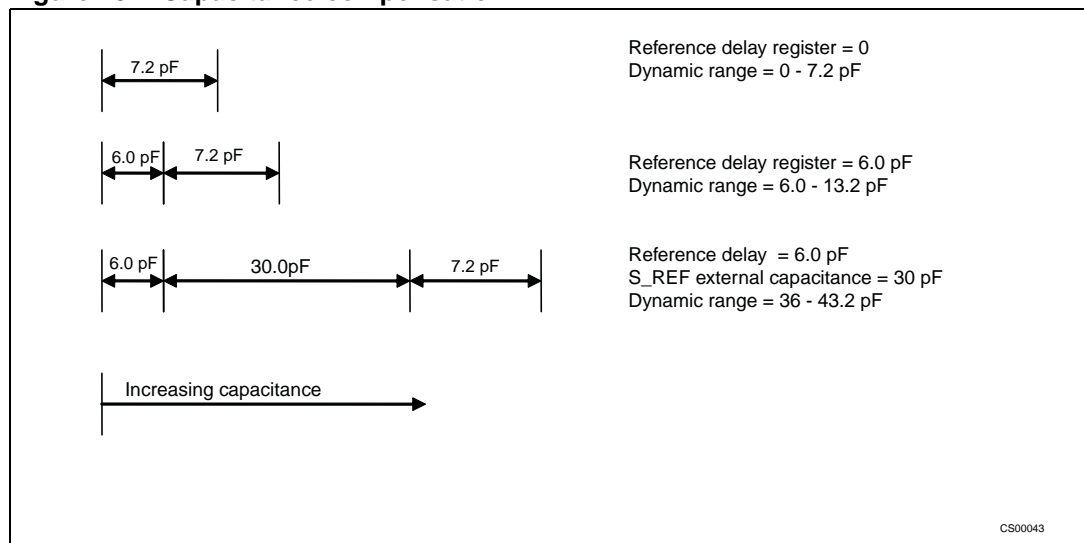 7.2 pF
Reference delay register = 0
Dynamic range = 0 - 7.2 pF
6.0 pF
7.2 pF
Reference delay register = 6.0 pF
Dynamic range = 6.0 - 13.2 pF
6.0 pF
30.0pF
7.2 pF
Reference delay = 6.0 pF
S_REF external capacitance = 30 pF
Dynamic range = 36 - 43.2 pF
Increasing capacitance
CS00043